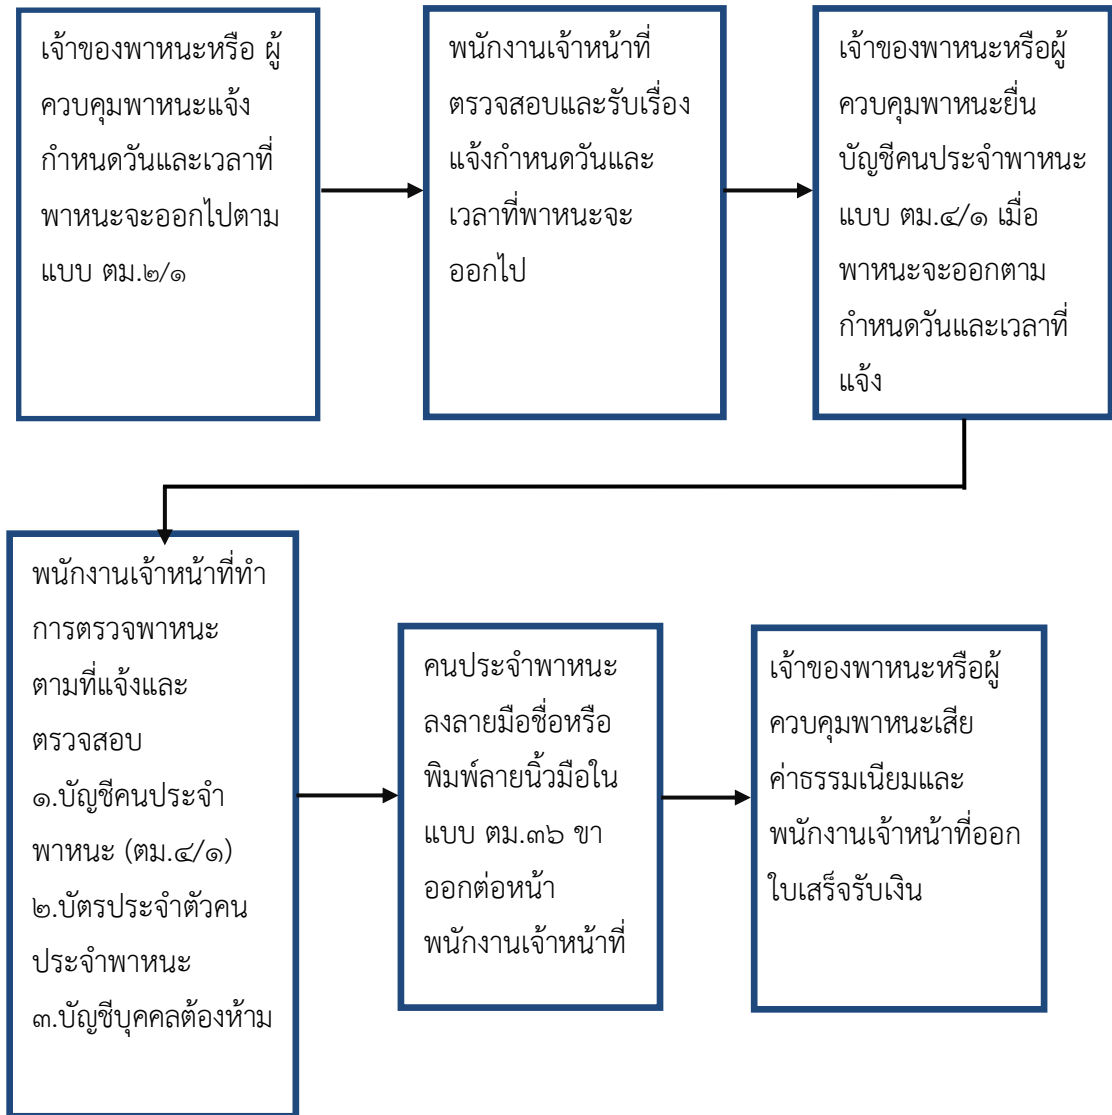 เจ้าของพาหนะหรือ ผู้
ควบคุมพาหนะแจ้ง
กำหนดวันและเวลาที่
พาหนะจะออกไปตาม
แบบ ตม.๒/๑
พนักงานเจ้าหน้าที่
ตรวจสอบและรับเรื่อง
แจ้งกำหนดวันและ
เวลาที่พาหนะจะ
ออกไป
เจ้าของพาหนะหรือผู้
ควบคุมพาหนะยื่น
บัญชีคนประจำพาหนะ
แบบ ตม.๔/๑ เมื่อ
พาหนะจะออกตาม
กำหนดวันและเวลาที่
แจ้ง
พนักงานเจ้าหน้าที่ทำ
การตรวจพาหนะ
ตามที่แจ้งและ
ตรวจสอบ
๑.บัญชีคนประจำ
พาหนะ (ตม.๔/๑)
๒.บัตรประจำตัวคน
ประจำพาหนะ
๓.บัญชีบุคคลต้องห้าม
คนประจำพาหนะ
ลงลายมือชื่อหรือ
พิมพ์ลายนิ้วมือใน
แบบ ตม.๓๖ ขา
ออกต่อหน้า
พนักงานเจ้าหน้าที่
เจ้าของพาหนะหรือผู้
ควบคุมพาหนะเสีย
ค่าธรรมเนียมและ
พนักงานเจ้าหน้าที่ออก
ใบเสร็จรับเงิน